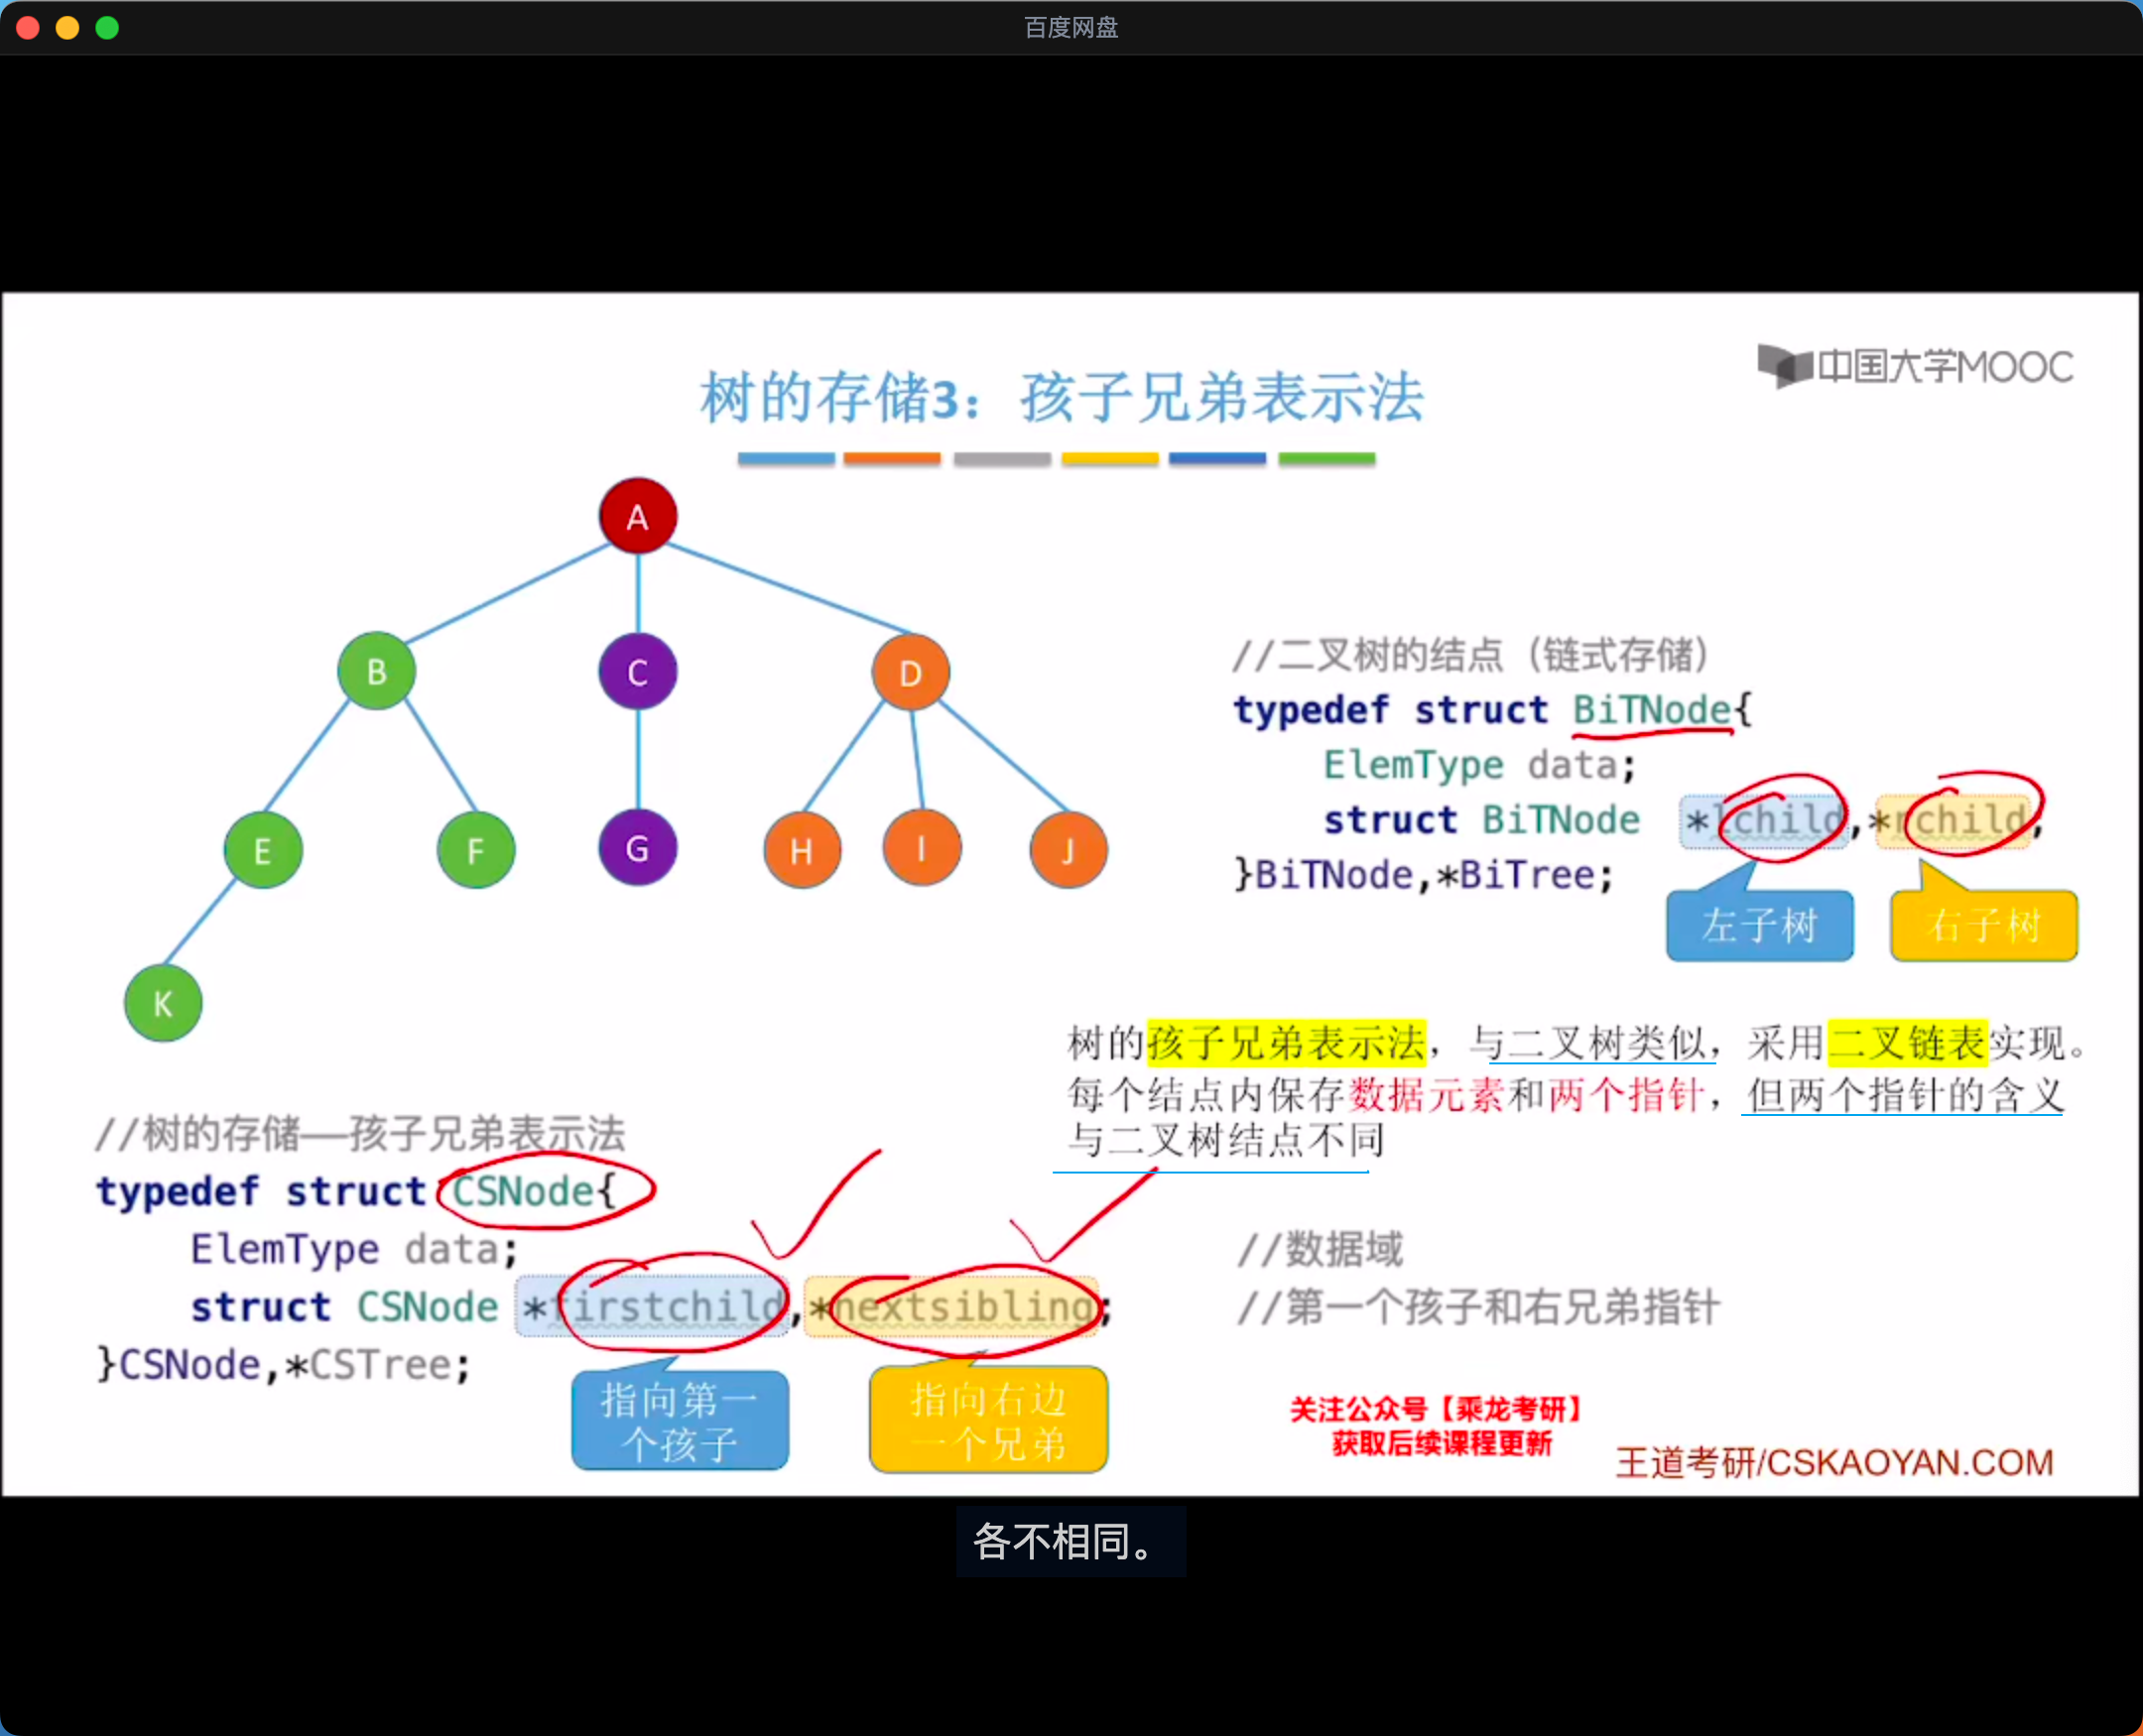 百度网盘
中国大学MOOC
树的存储3：孩子兄弟表示法
A
B
C
D
E
F
G
H
I
J
K
//二叉树的结点（链式存储）
typedef struct BiTNode{
ElemType data;
struct BiTNode *lchild,*rchild;
}BiTNode,*BiTree;
左子树
右子树
树的孩子兄弟表示法，与二叉树类似，采用二叉链表实现。
每个结点内保存数据元素和两个指针，但两个指针的含义
与二叉树结点不同
//树的存储——孩子兄弟表示法
typedef struct CSNode{
ElemType data; //数据域
struct CSNode *firstchild,*nextsibling; //第一个孩子和右兄弟指针
}CSNode,*CSTree;
指向第一
个孩子
指向右边
一个兄弟
关注公众号【乘龙考研】
获取后续课程更新
王道考研/CSKAOYAN.COM
各不相同。